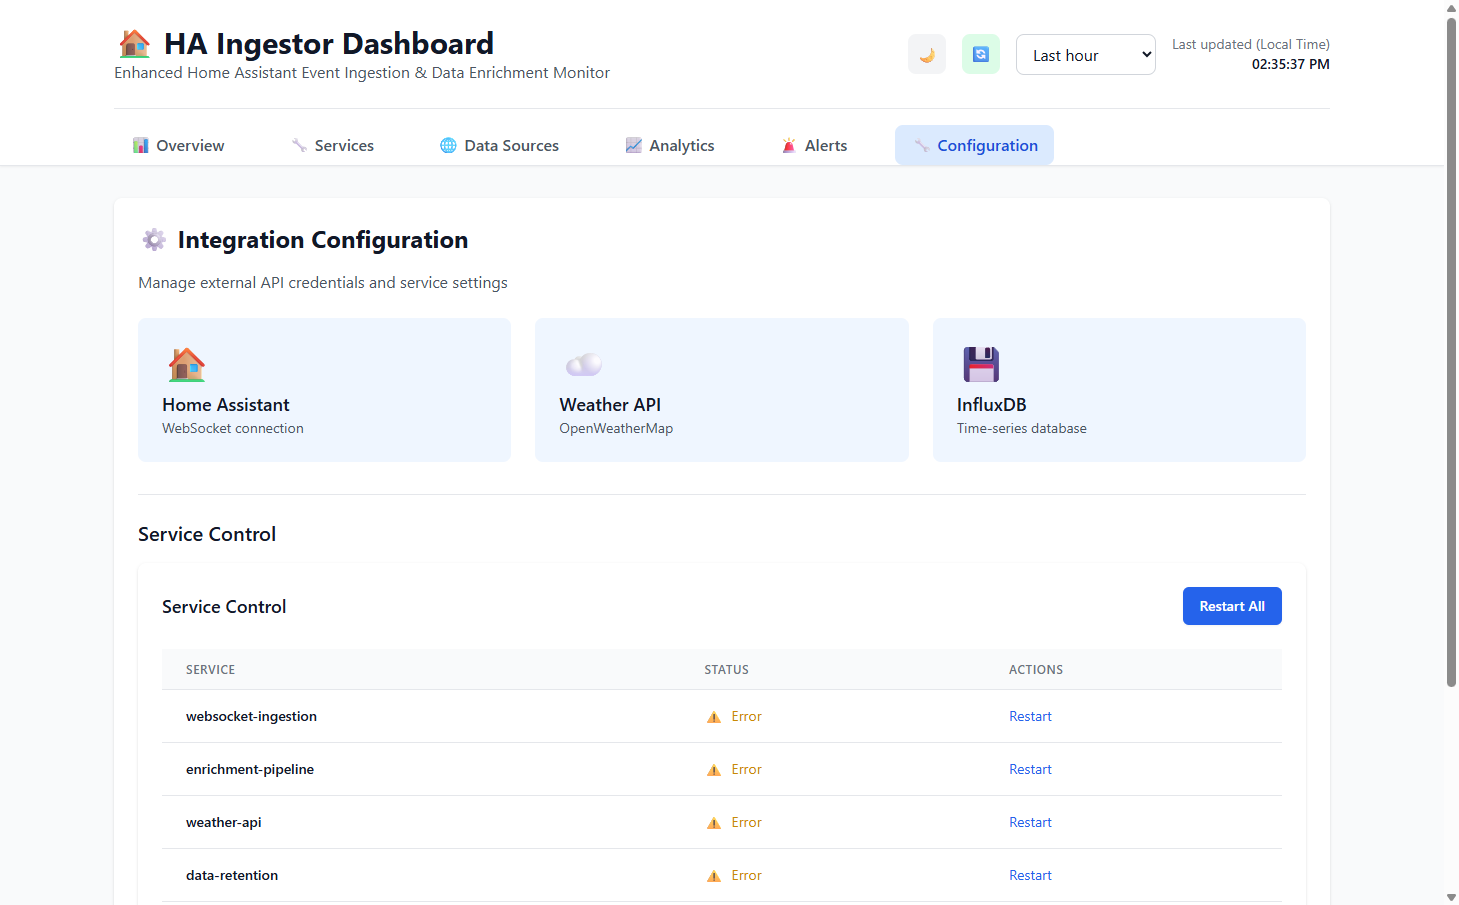 HA Ingestor Dashboard
Enhanced Home Assistant Event Ingestion & Data Enrichment Monitor
Last hour
Last updated (Local Time)
02:35:37 PM
Overview
Services
Data Sources
Analytics
Alerts
Configuration
Integration Configuration
Manage external API credentials and service settings
Home Assistant
WebSocket connection
Weather API
OpenWeatherMap
InfluxDB
Time-series database
Service Control
Service Control
Restart All
SERVICE STATUS ACTIONS
websocket-ingestion Error Restart
enrichment-pipeline Error Restart
weather-api Error Restart
data-retention Error Restart